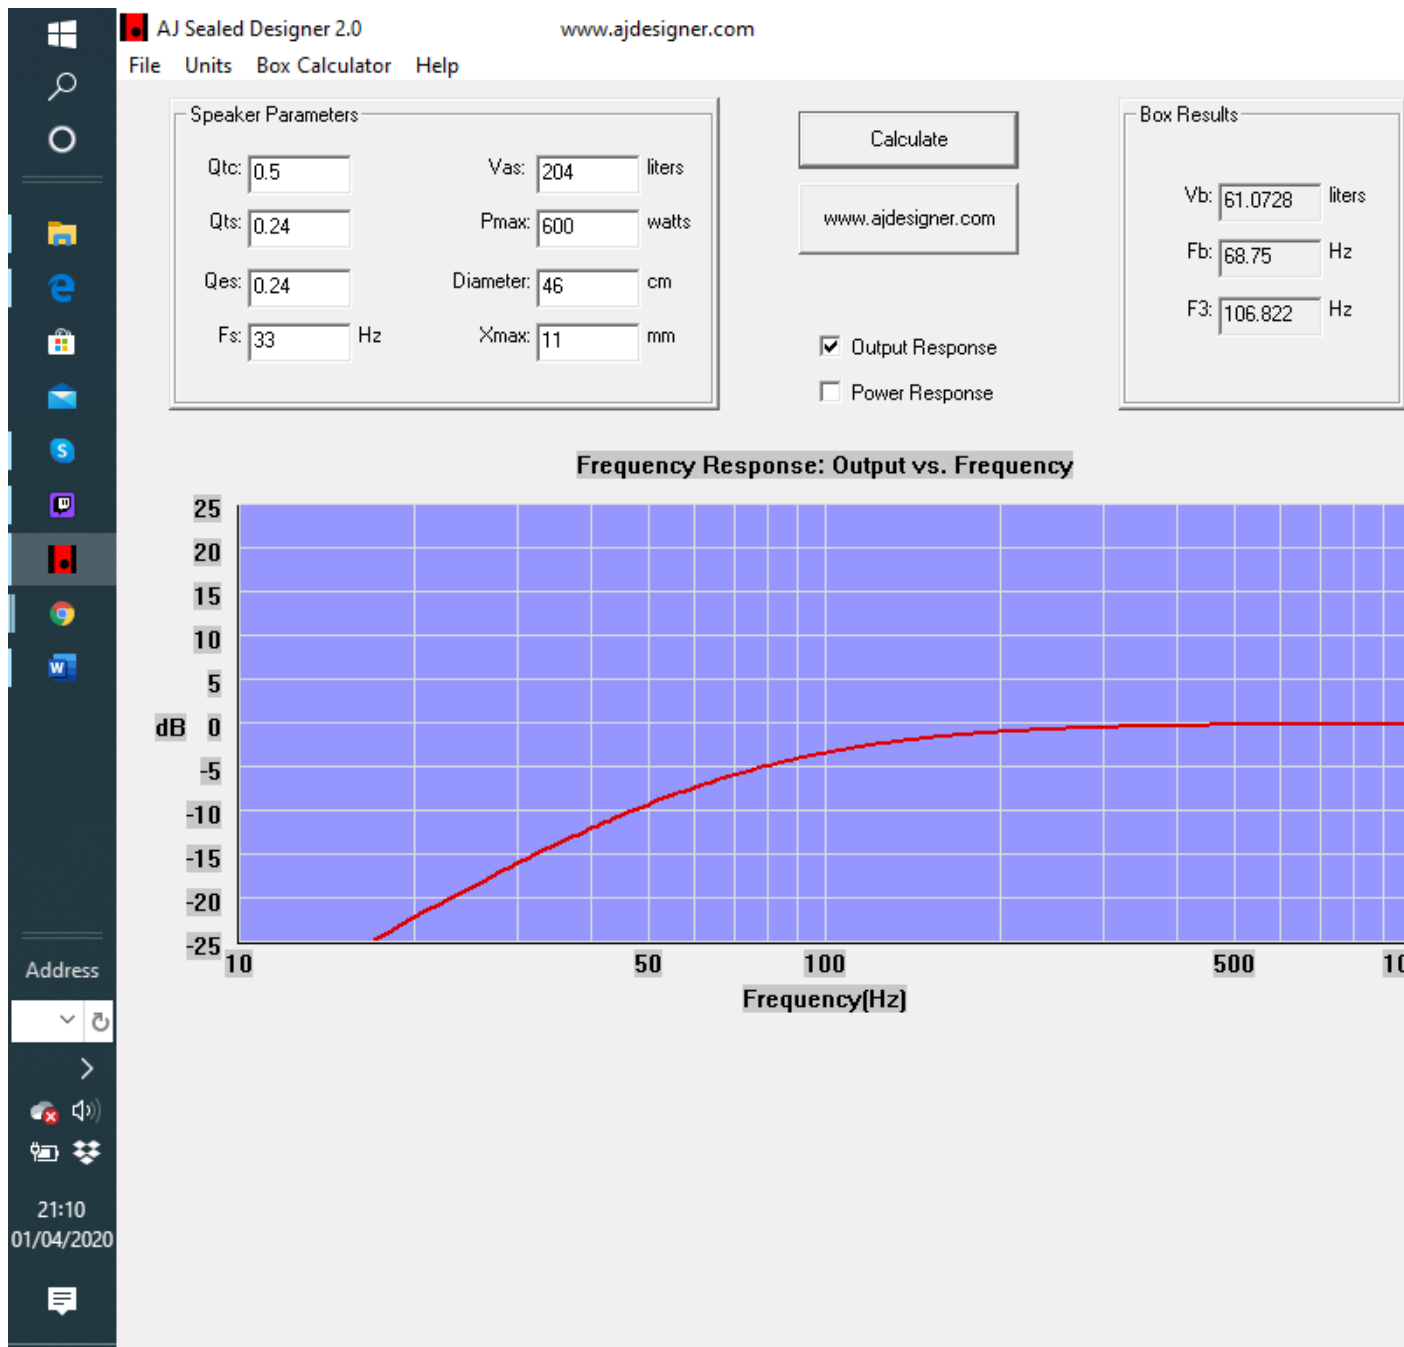 AJ Sealed Designer 2.0 www.ajdesigner.com
File Units Box Calculator Help
Speaker Parameters
Qtc: 0.5 Vas: 204 liters
Qts: 0.24 Pmax: 600 watts
Qes: 0.24 Diameter: 46 cm
Fs: 33 Hz Xmax: 11 mm
Calculate
www.ajdesigner.com
Output Response
Power Response
Box Results
Vb: 61.0728 liters
Fb: 68.75 Hz
F3: 106.822 Hz
Frequency Response: Output vs. Frequency
25
20
15
10
5
dB 0
-5
-10
-15
-20
-25
10 50 100 500 10
Frequency(Hz)
Address
21:10
01/04/2020